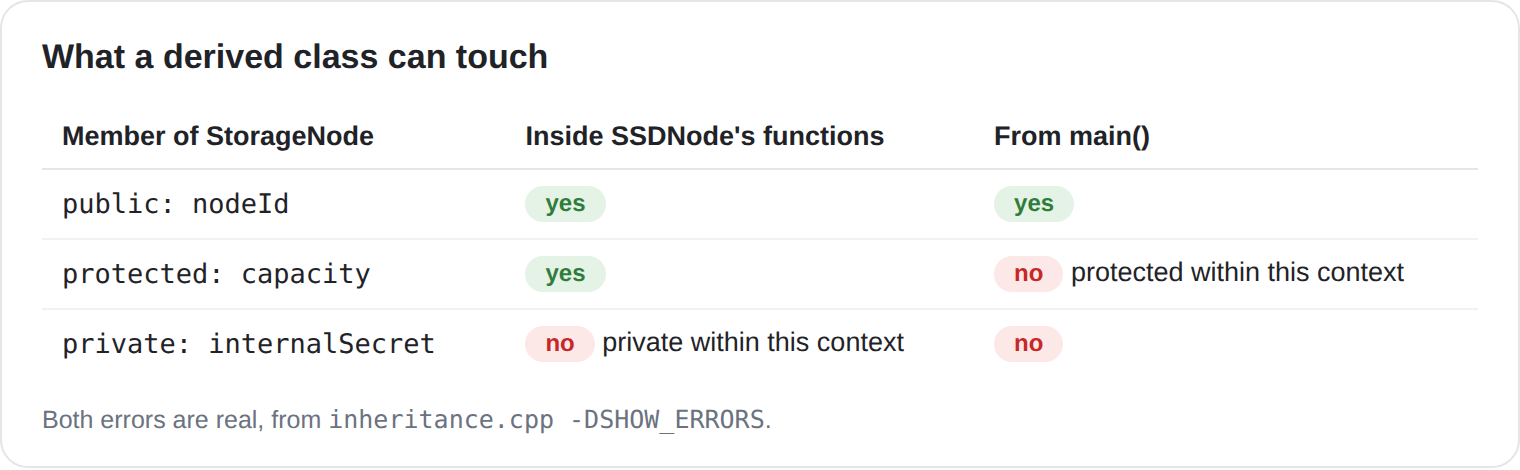 What a derived class can touch
Member of StorageNode Inside SSDNode's functions From main()
public: nodeId yes yes
protected: capacity yes no protected within this context
private: internalSecret no private within this context no
Both errors are real, from inheritance.cpp -DSHOW_ERRORS.